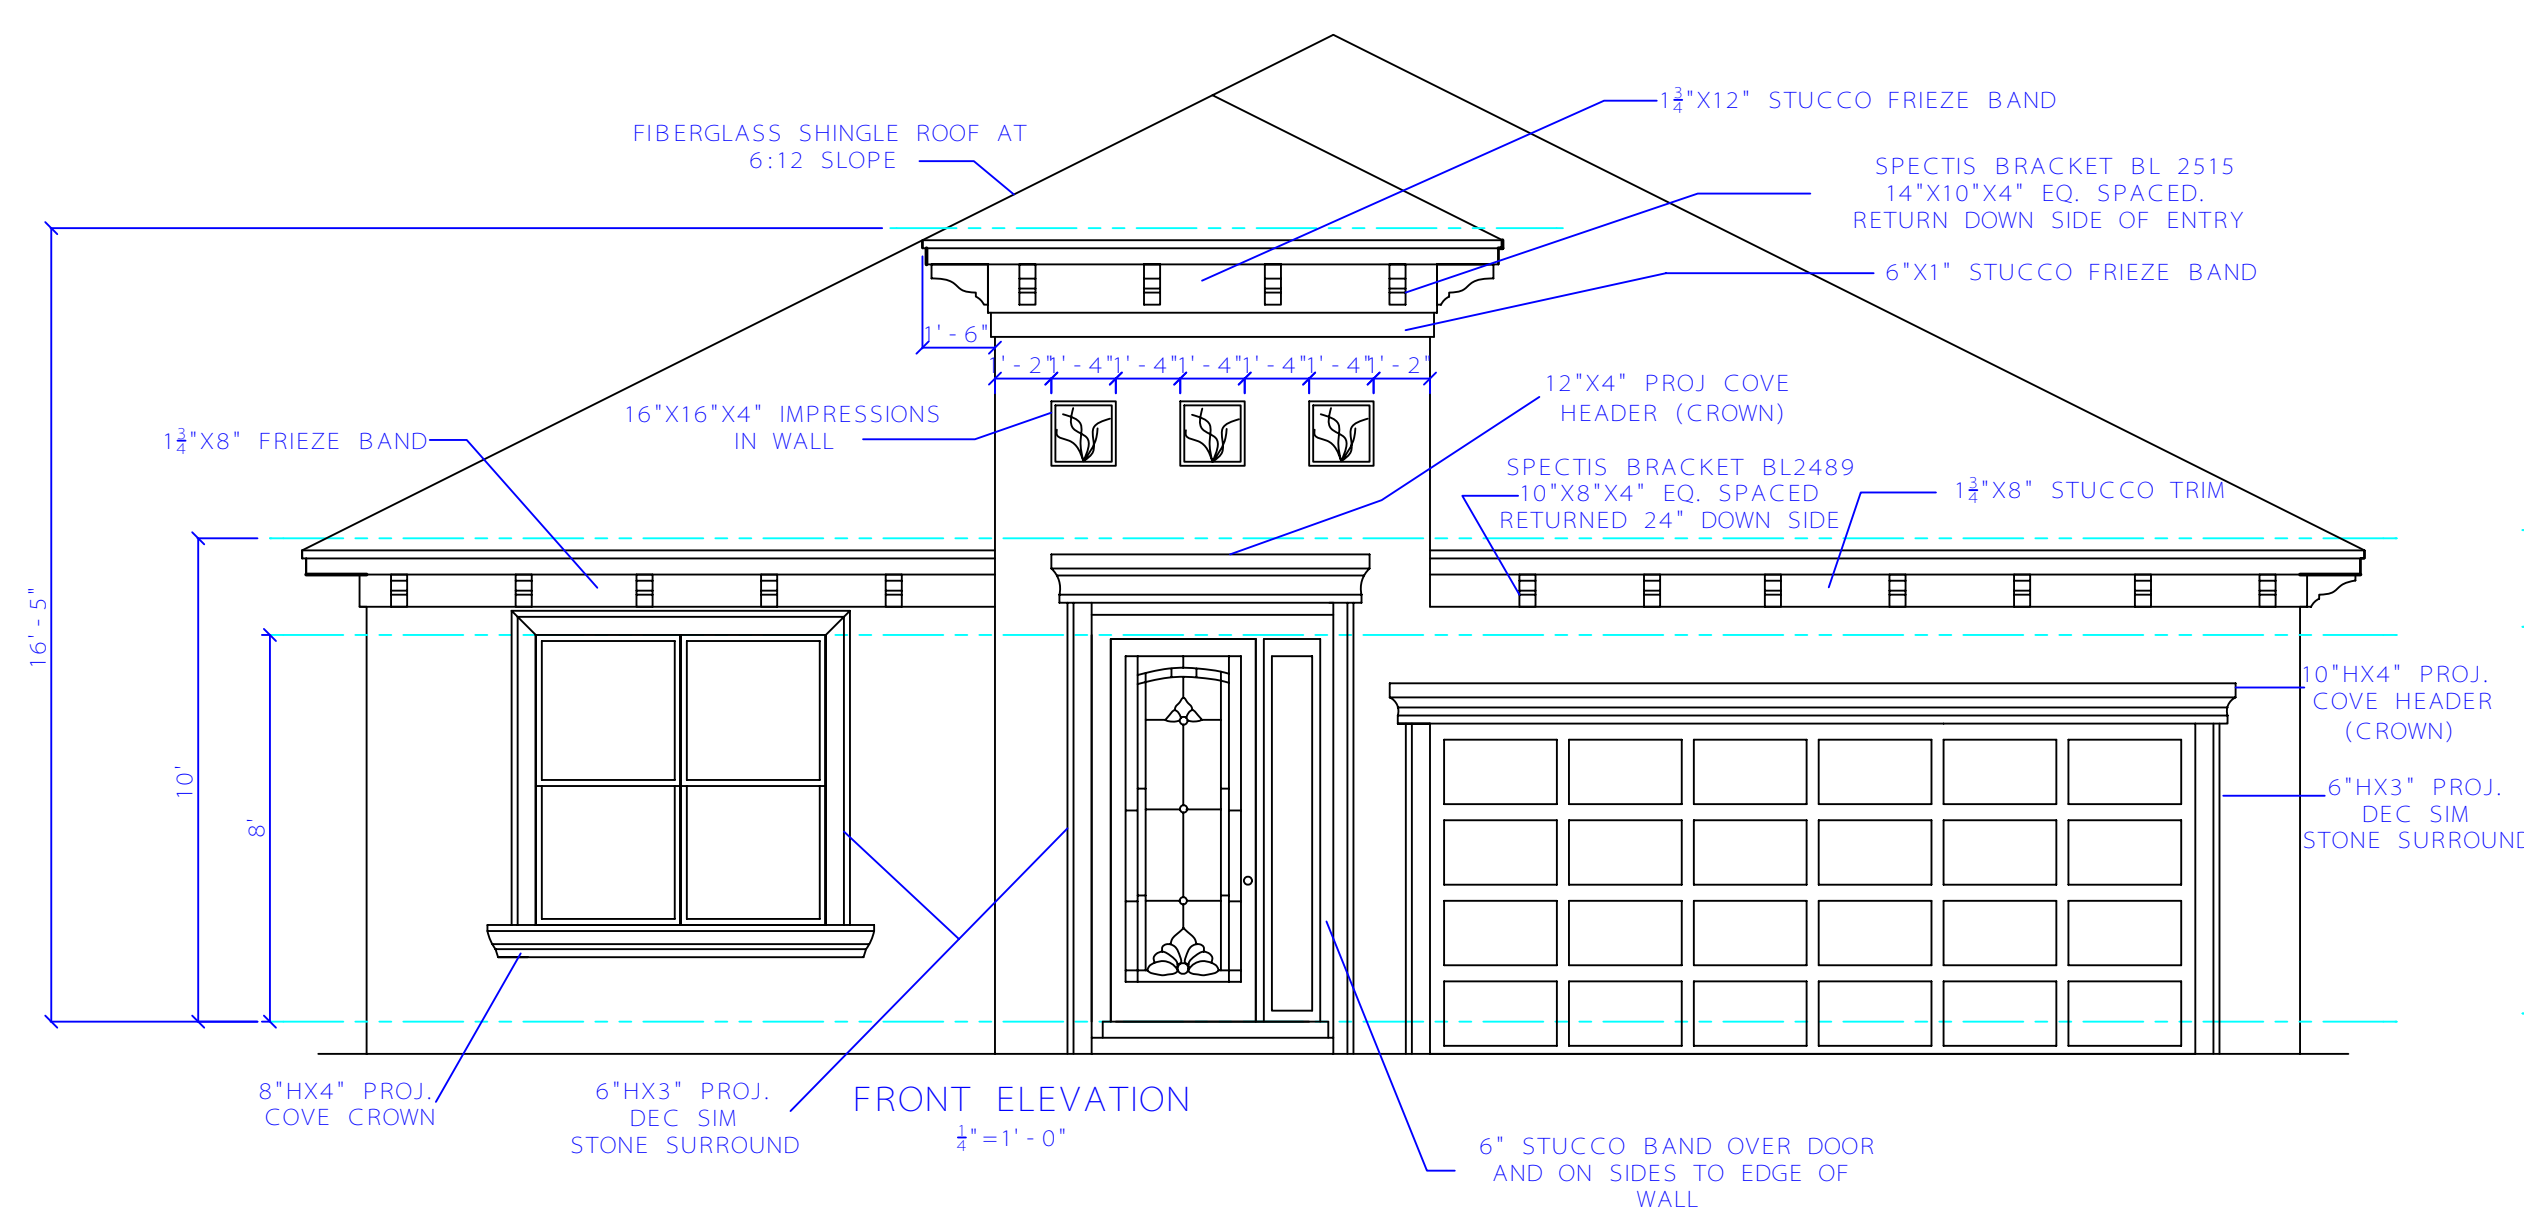 1¾"X12" STUCCO FRIEZE BAND
FIBERGLASS SHINGLE ROOF AT
6:12 SLOPE
SPECTIS BRACKET BL 2515
14"X10"X4" EQ. SPACED.
RETURN DOWN SIDE OF ENTRY
6"X1" STUCCO FRIEZE BAND
1'-6"
1'-2" 1'-4" 1'-4" 1'-4" 1'-4" 1'-4" 1'-2"
12"X4" PROJ COVE
HEADER (CROWN)
16"X16"X4" IMPRESSIONS
IN WALL
1¾"X8" FRIEZE BAND
SPECTIS BRACKET BL2489
10"X8"X4" EQ. SPACED
RETURNED 24" DOWN SIDE
1¾"X8" STUCCO TRIM
16'-5"
10'
8'
10"HX4" PROJ.
COVE HEADER
(CROWN)
6"HX3" PROJ.
DEC SIM
STONE SURROUND
8"HX4" PROJ.
COVE CROWN
6"HX3" PROJ.
DEC SIM
STONE SURROUND
FRONT ELEVATION
¼"=1'-0"
6" STUCCO BAND OVER DOOR
AND ON SIDES TO EDGE OF
WALL